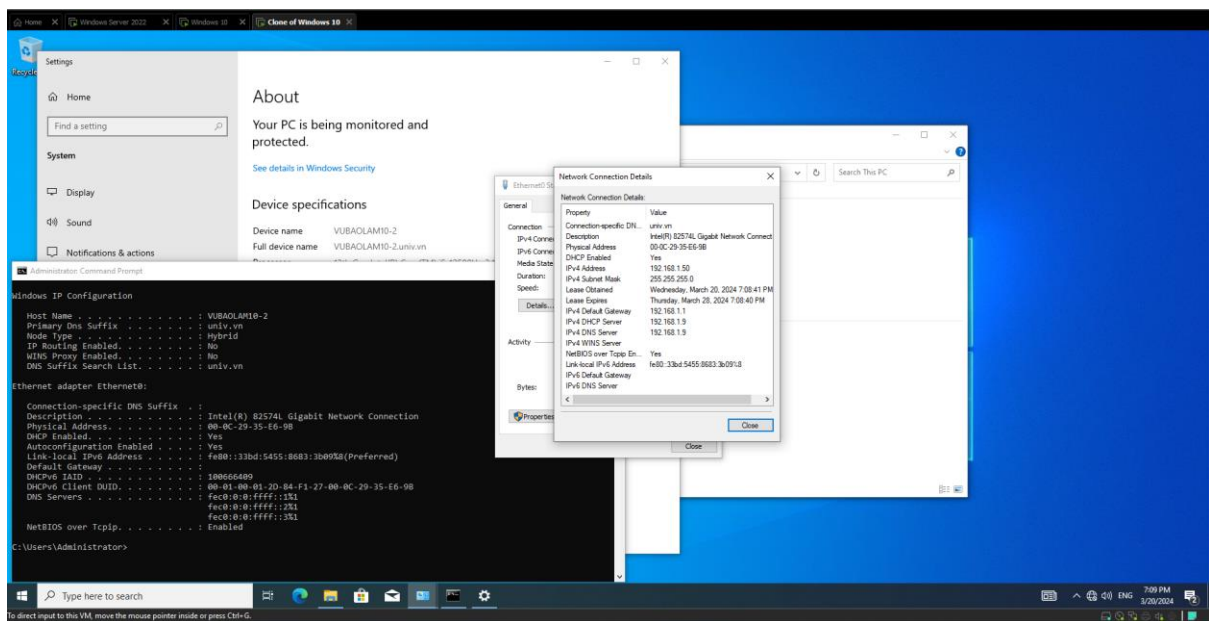 Home
Windows Server 2022
Windows 10
Clone of Windows 10
Settings
Home
Find a setting
System
Display
Sound
Notifications & actions
About
Your PC is being monitored and
protected.
See details in Windows Security
Device specifications
Device name VUBAOLAM10-2
Full device name VUBAOLAM10-2.univ.vn
Search This PC
Ethernet0
General
Connection
Media State
Duration:
Speed:
Details...
Activity
Bytes:
Properties
Close
Network Connection Details
Network Connection Details:
Property Value
Connection-specific DN... univ.vn
Description Intel(R) 82574L Gigabit Network Connect
Physical Address 00-0C-29-35-E6-9B
DHCP Enabled Yes
IPv4 Address 192.168.1.50
IPv4 Subnet Mask 255.255.255.0
Lease Obtained Wednesday, March 20, 2024 7:08:41 PM
Lease Expires Thursday, March 28, 2024 7:08:40 PM
IPv4 Default Gateway 192.168.1.1
IPv4 DHCP Server 192.168.1.9
IPv4 DNS Server 192.168.1.9
IPv4 WINS Server
NetBIOS over Tcpip En... Yes
Link-local IPv6 Address fe80::33bd:5455:8683:3b09%8
IPv6 Default Gateway
IPv6 DNS Server
Close
Administrator: Command Prompt
Windows IP Configuration
Host Name . . . . . . . . . . . . : VUBAOLAM10-2
Primary Dns Suffix . . . . . . . : univ.vn
Node Type . . . . . . . . . . . . : Hybrid
IP Routing Enabled. . . . . . . . : No
WINS Proxy Enabled. . . . . . . . : No
DNS Suffix Search List. . . . . . : univ.vn
Ethernet adapter Ethernet0:
Connection-specific DNS Suffix . :
Description . . . . . . . . . . . : Intel(R) 82574L Gigabit Network Connection
Physical Address. . . . . . . . . : 00-0C-29-35-E6-9B
DHCP Enabled. . . . . . . . . . . : Yes
Autoconfiguration Enabled . . . . : Yes
Link-local IPv6 Address . . . . . : fe80::33bd:5455:8683:3b09%8(Preferred)
Default Gateway . . . . . . . . . :
DHCPv6 IAID . . . . . . . . . . . : 100666409
DHCPv6 Client DUID. . . . . . . . : 00-01-00-01-2D-84-F1-27-00-0C-29-35-E6-9B
DNS Servers . . . . . . . . . . . : fec0:0:0:ffff::1%1
fec0:0:0:ffff::2%1
fec0:0:0:ffff::3%1
NetBIOS over Tcpip. . . . . . . . : Enabled
C:\Users\Administrator>
Type here to search
ENG
7:09 PM
3/20/2024
To direct input to this VM, move the mouse pointer inside or press Ctrl+G.